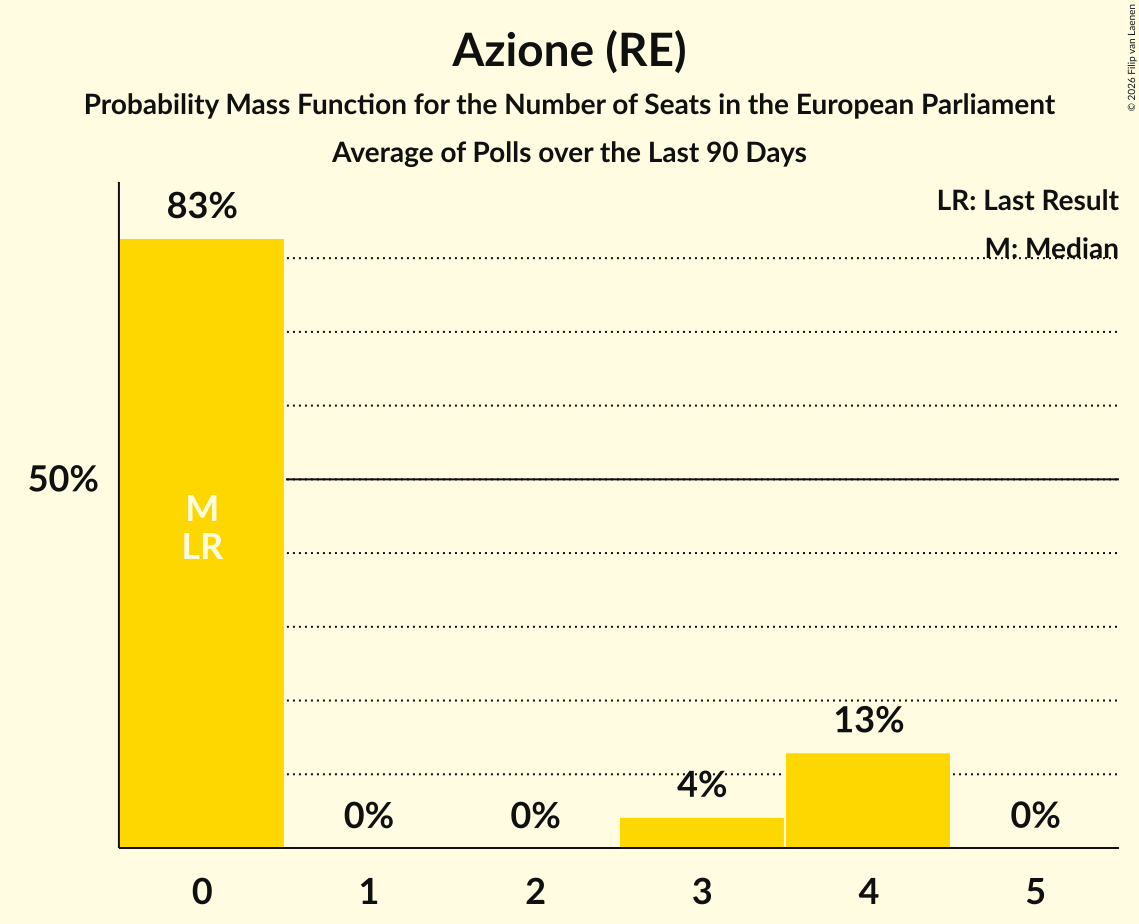 Azione (RE)
Probability Mass Function for the Number of Seats in the European Parliament
Average of Polls over the Last 90 Days
© 2026 Filip van Laenen
LR: Last Result
M: Median
83%
50%
M
LR
0%
0%
4%
13%
0%
0
1
2
3
4
5